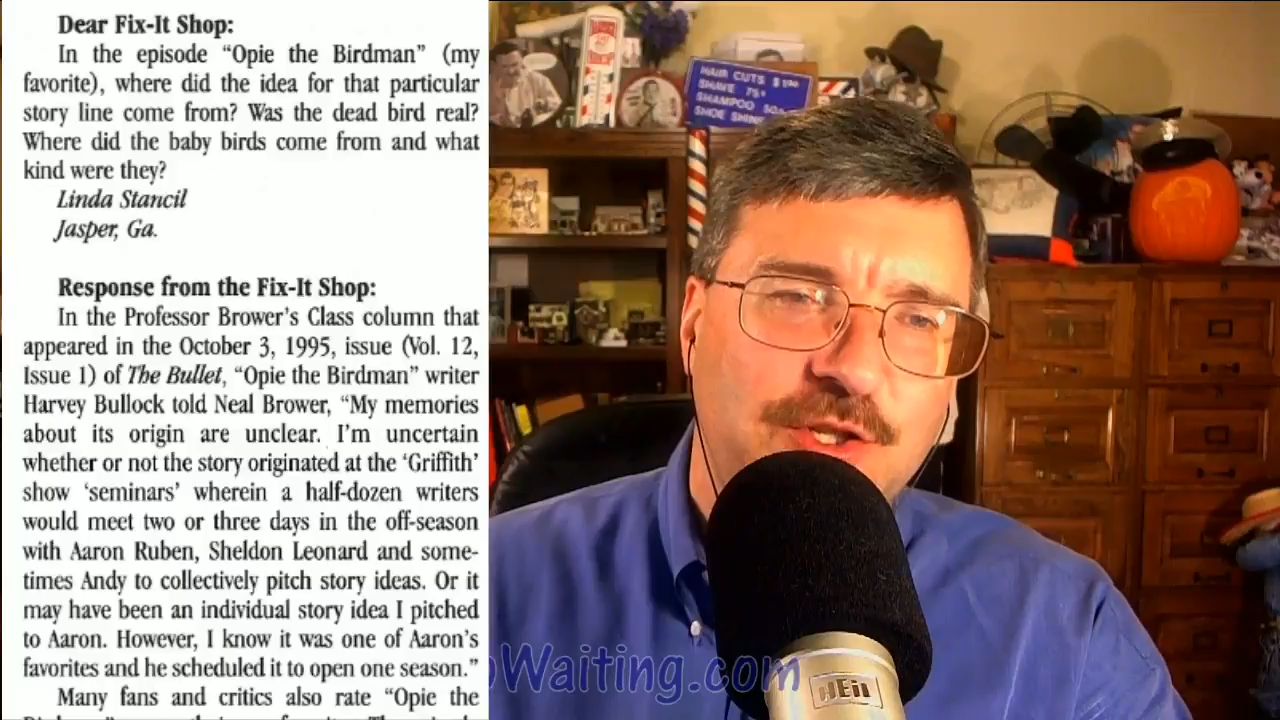 Dear Fix-It Shop:
In the episode “Opie the Birdman” (my
favorite), where did the idea for that particular
story line come from? Was the dead bird real?
Where did the baby birds come from and what
kind were they?
Linda Stancil
Jasper, Ga.
Response from the Fix-It Shop:
In the Professor Brower’s Class column that
appeared in the October 3, 1995, issue (Vol. 12,
Issue 1) of The Bullet, “Opie the Birdman” writer
Harvey Bullock told Neal Brower, “My memories
about its origin are unclear. I’m uncertain
whether or not the story originated at the ‘Griffith’
show ‘seminars’ wherein a half-dozen writers
would meet two or three days in the off-season
with Aaron Ruben, Sheldon Leonard and some-
times Andy to collectively pitch story ideas. Or it
may have been an individual story idea I pitched
to Aaron. However, I know it was one of Aaron’s
favorites and he scheduled it to open one season.”
Many fans and critics also rate “Opie the
HAIR CUTS
SHAVE 75¢
SHAMPOO
SHOE SHINE
Waiting.com
HEil